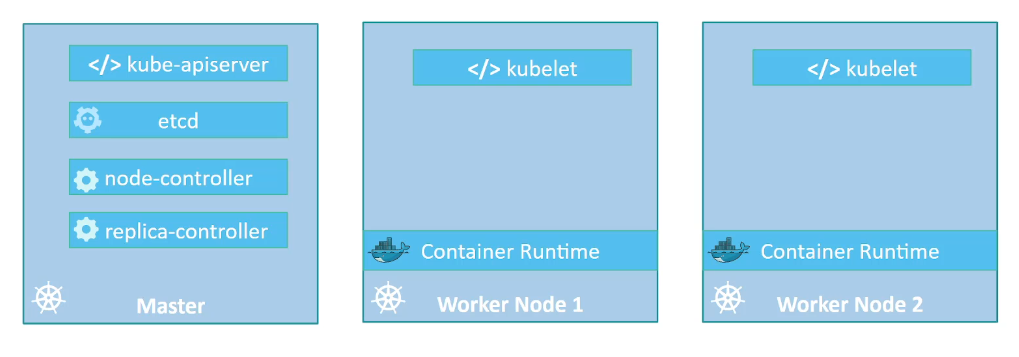 </> kube-apiserver
etcd
node-controller
replica-controller
Master
</> kubelet
Container Runtime
Worker Node 1
</> kubelet
Container Runtime
Worker Node 2